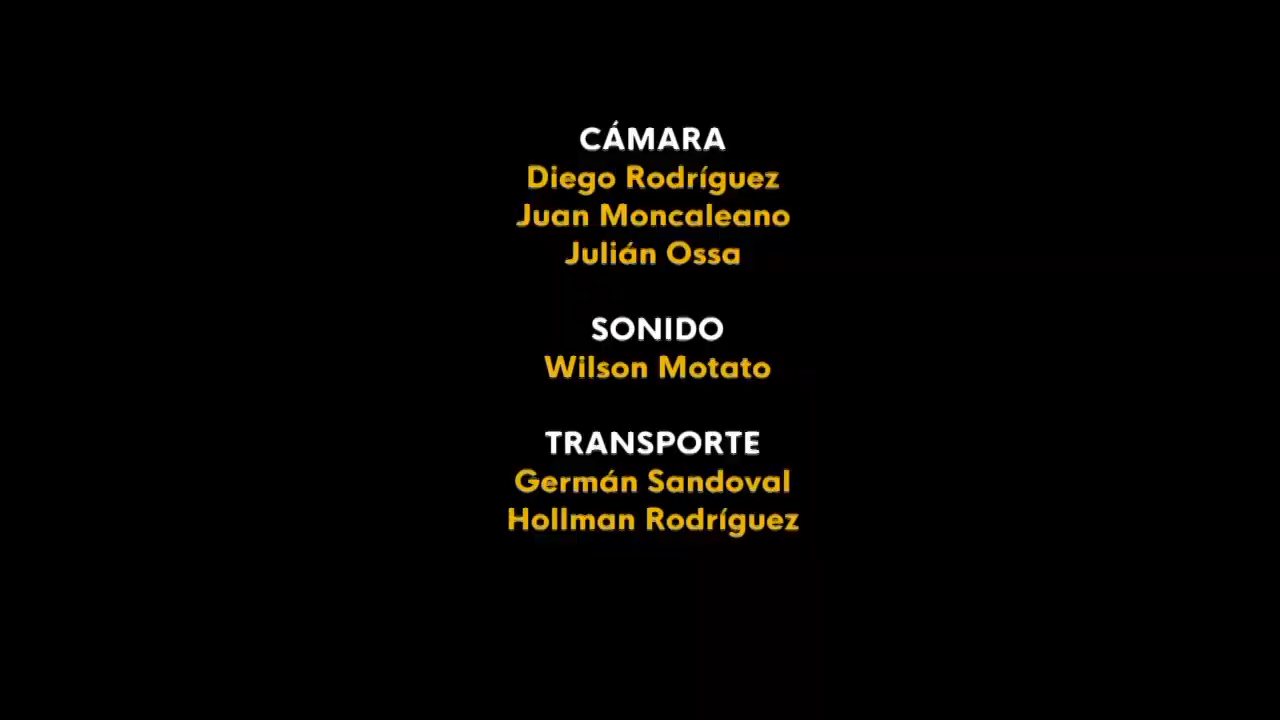 CÁMARA
Diego Rodríguez
Juan Moncaleano
Julián Ossa
SONIDO
Wilson Motato
TRANSPORTE
Germán Sandoval
Hollman Rodríguez